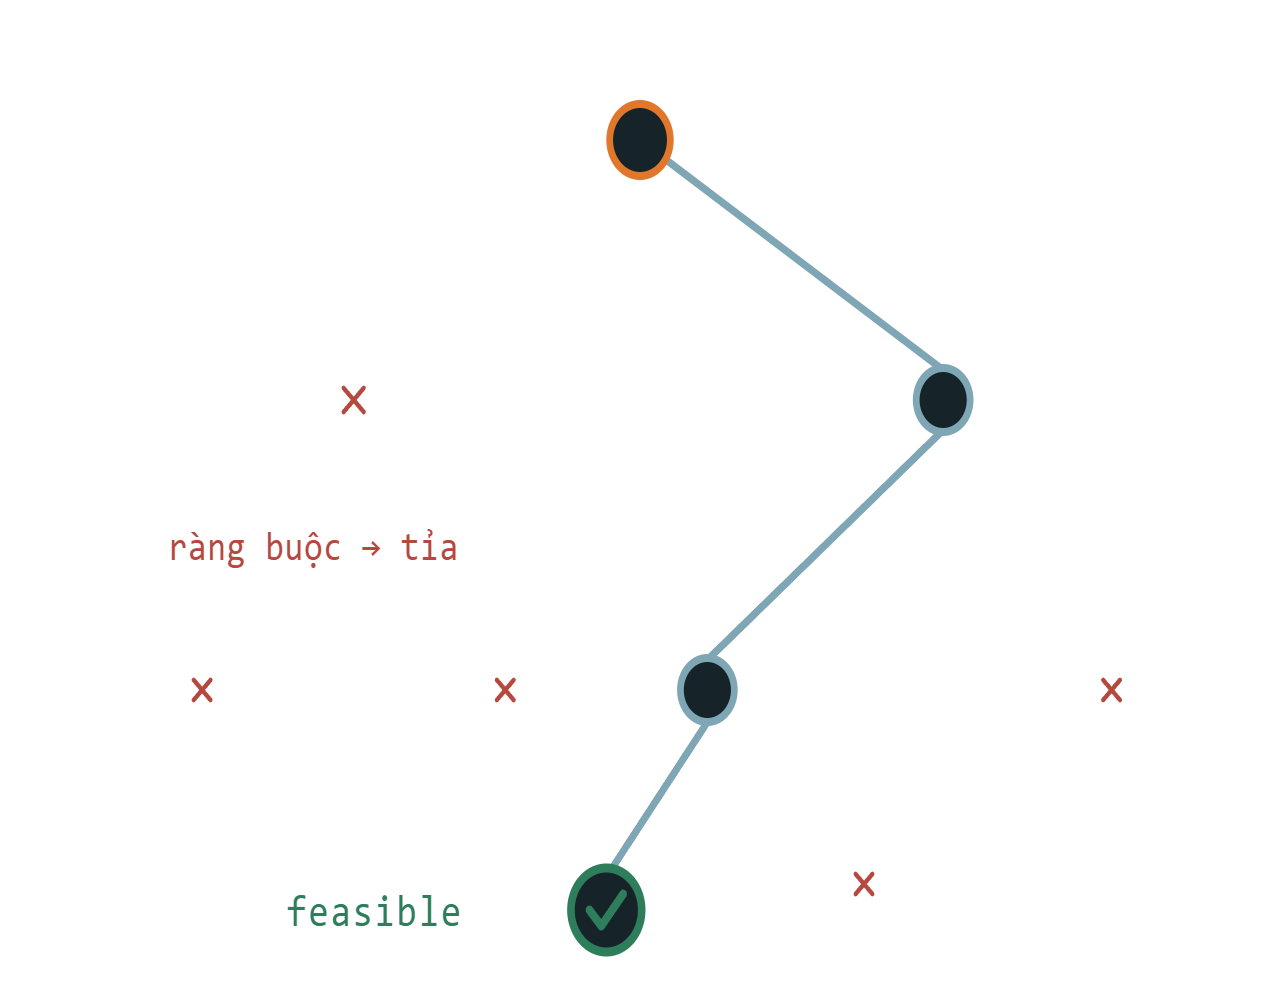 ràng buộc → tỉa
feasible